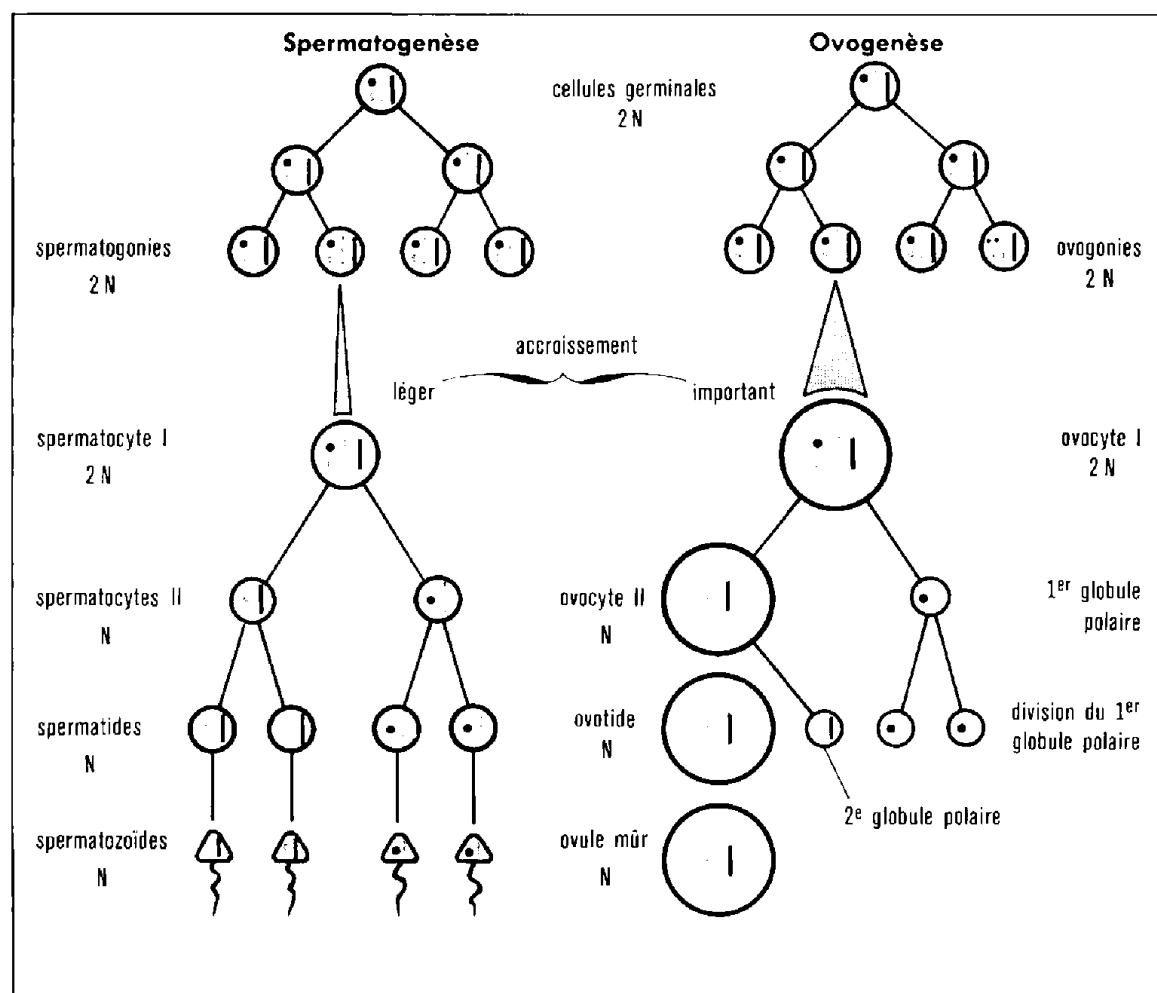 Spermatogenèse
Ovogenèse
cellules germinales
2 N
spermatogonies
2 N
ovogonies
2 N
accroissement
léger
important
spermatocyte I
2 N
ovocyte I
2 N
spermatocytes II
N
ovocyte II
N
1er globule
polaire
spermatides
N
ovotide
N
division du 1er
globule polaire
2e globule polaire
spermatozoïdes
N
ovule mûr
N